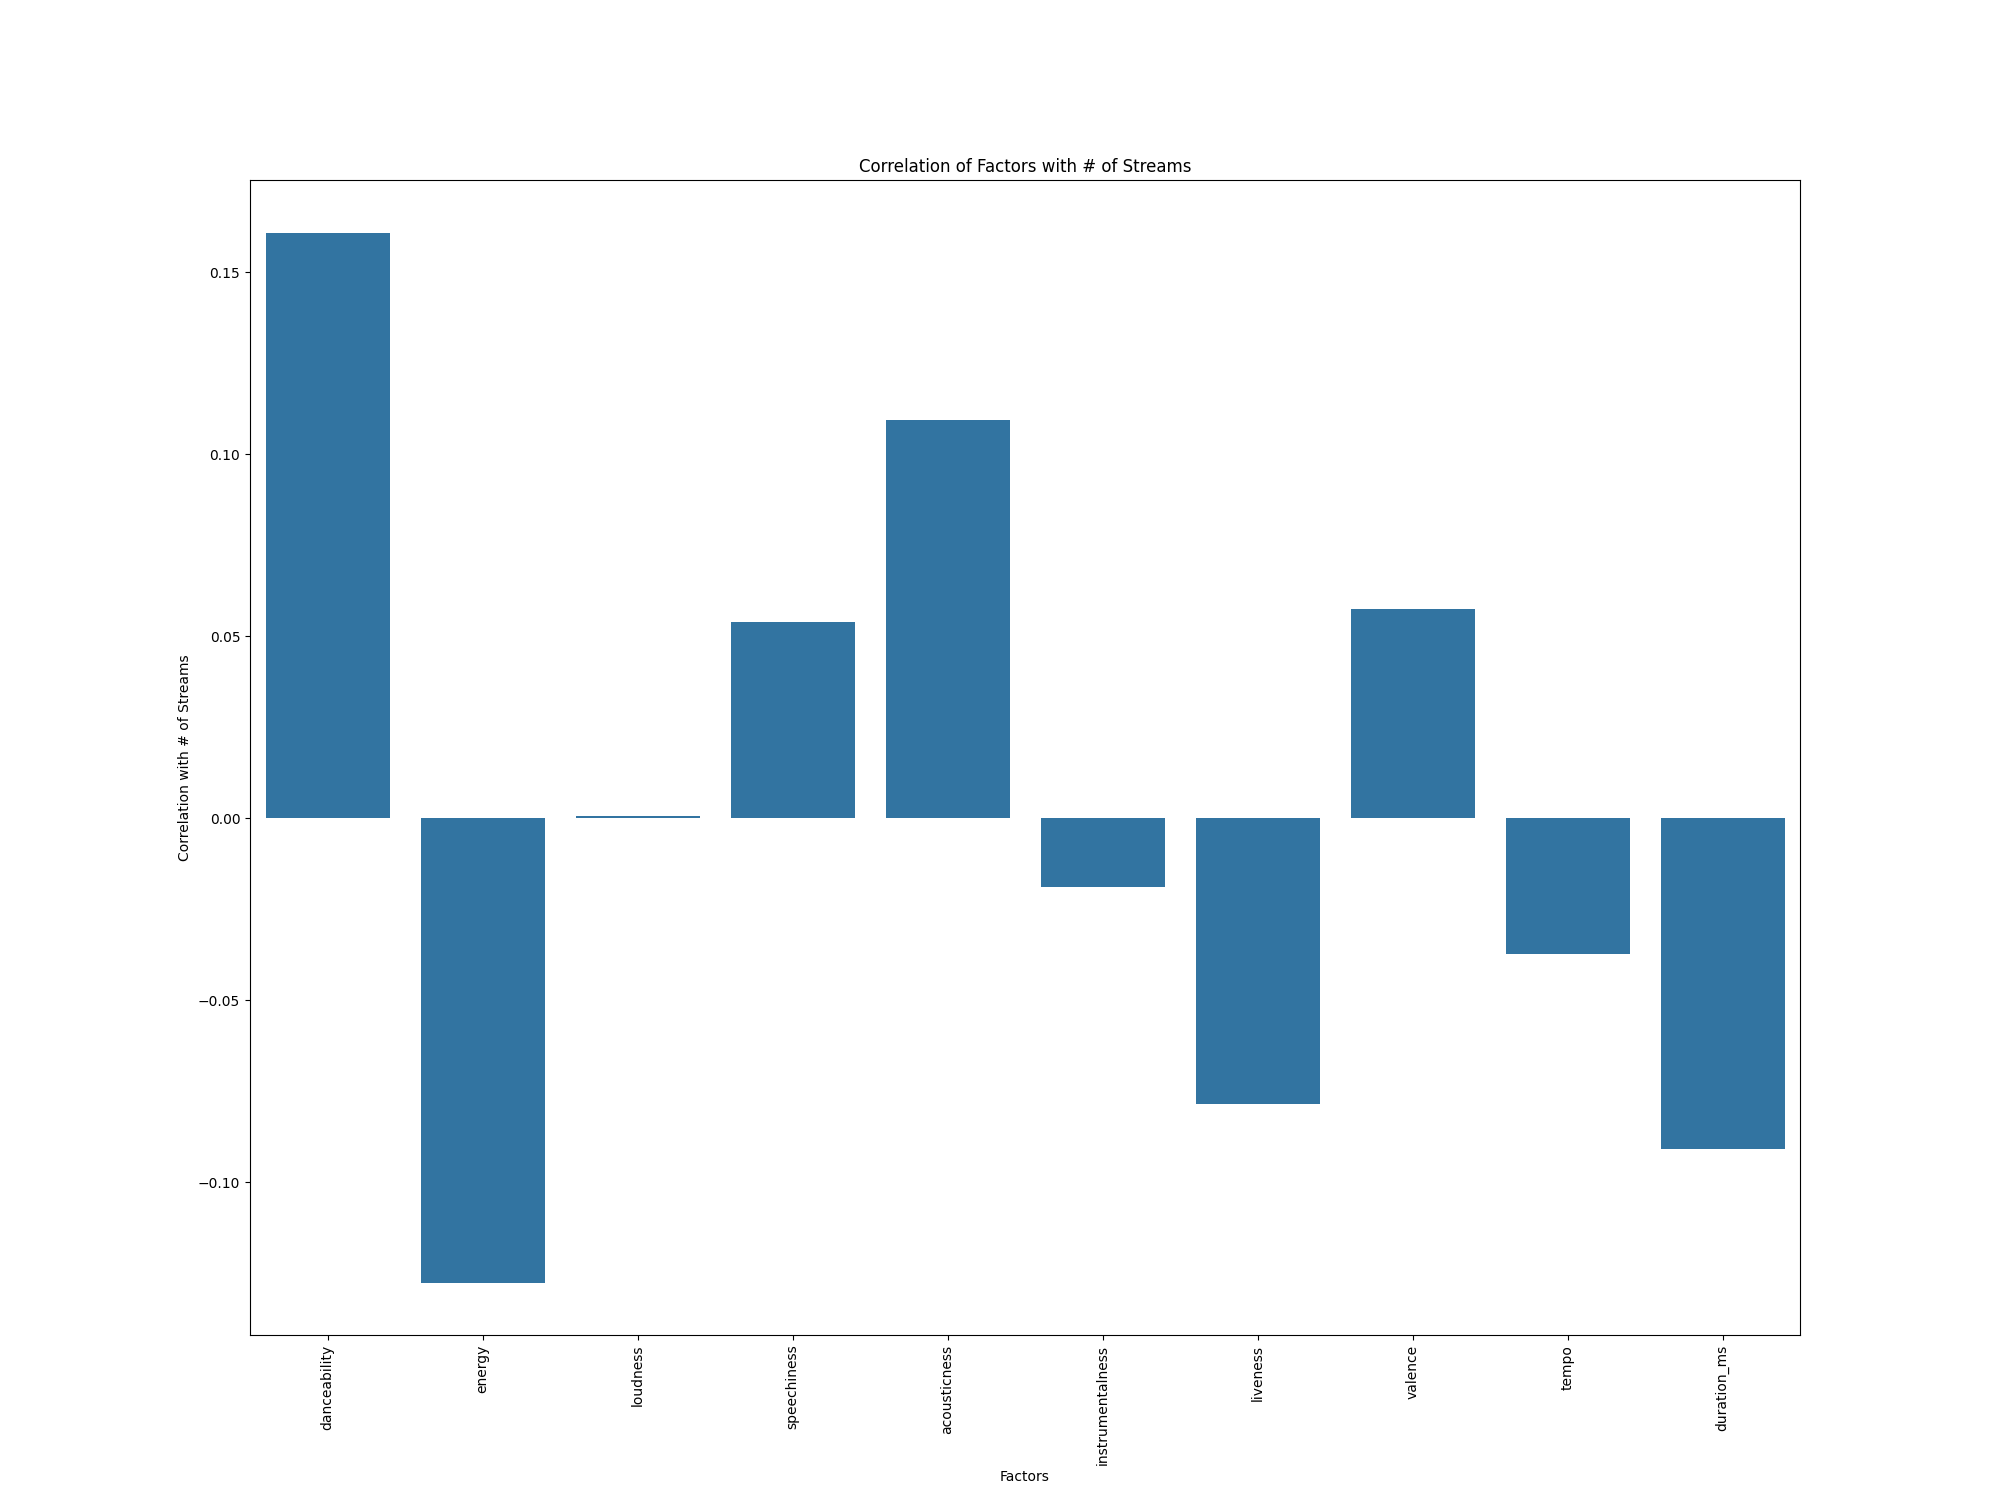 Correlation of Factors with # of Streams
0.15
0.10
0.05
0.00
−0.05
−0.10
Correlation with # of Streams
danceability
energy
loudness
speechiness
acousticness
instrumentalness
liveness
valence
tempo
duration_ms
Factors